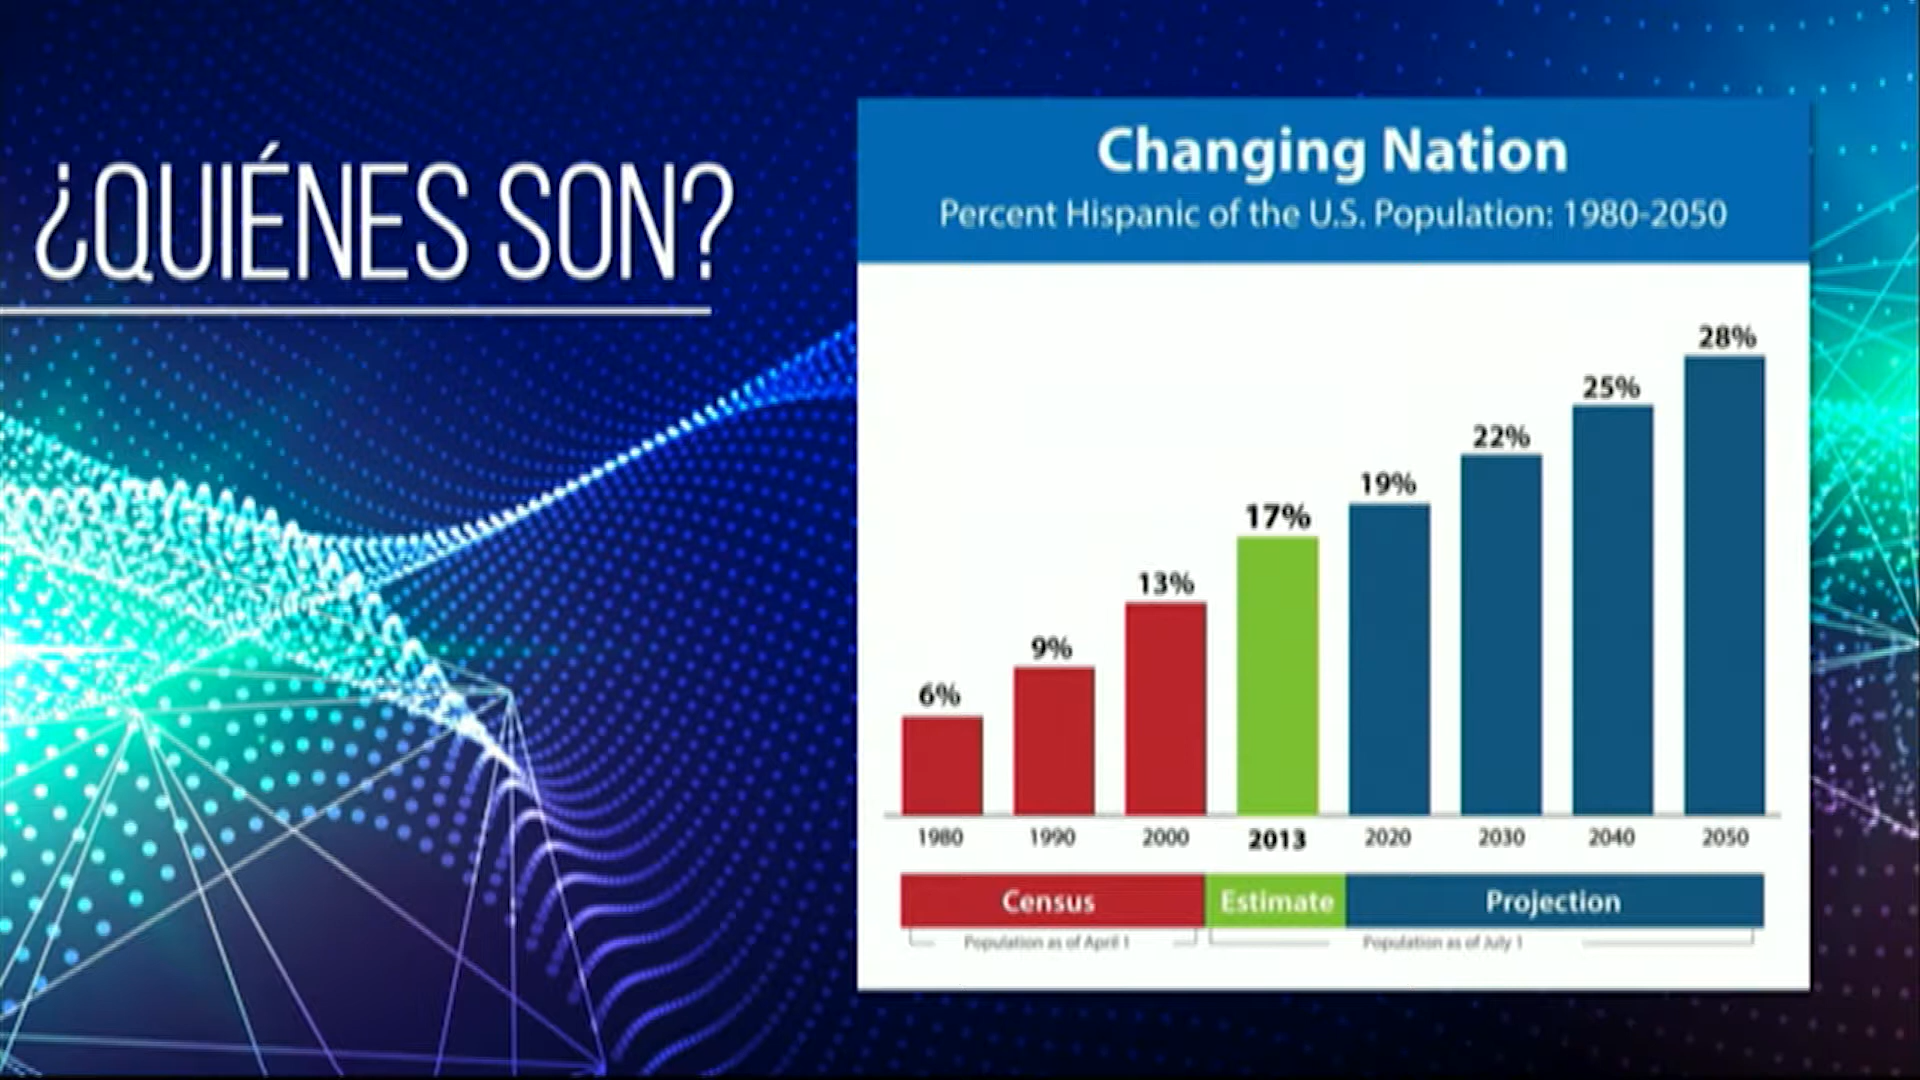 ¿QUIÉNES SON?
Changing Nation
Percent Hispanic of the U.S. Population: 1980-2050
28%
25%
22%
19%
17%
13%
9%
6%
1980 1990 2000 2013 2020 2030 2040 2050
Census Estimate Projection
Population as of April 1 Population as of July 1